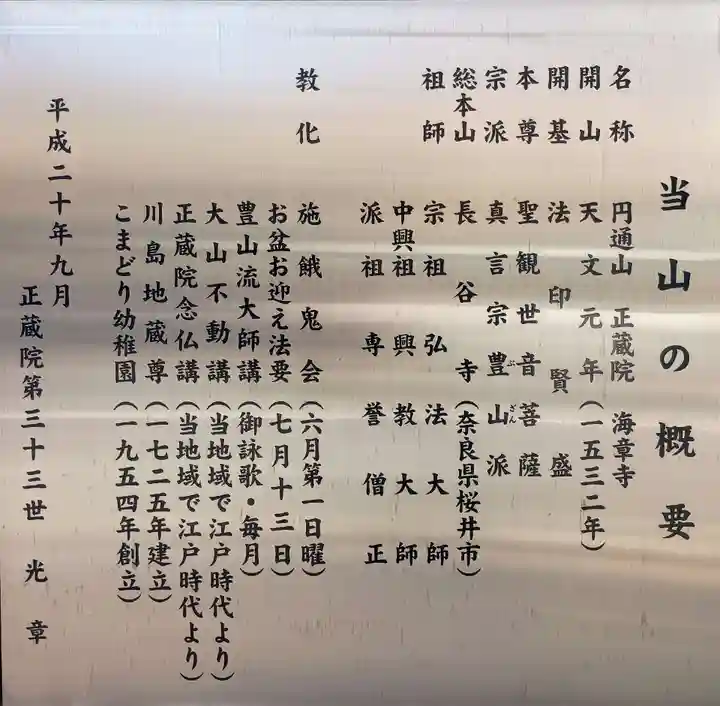 当山の概要
名称 円通山 正蔵院 海章寺
開山 天文元年(一五三二年)
開基 法印賢盛
本尊 聖観世音菩薩
宗派 真言宗豊山派
ぶざん
総本山 長谷寺(奈良県桜井市)
祖師 宗祖 弘法大師
中興祖 興教大師
派祖 専誉僧正
教化 施餓鬼会(六月第一日曜)
お盆お迎え法要(七月十三日)
豊山流大師講(御詠歌・毎月)
大山不動講(当地域で江戸時代より)
正蔵院念仏講(当地域で江戸時代より)
川島地蔵尊(一七二五年建立)
こまどり幼稚園(一九五四年創立)
平成二十年九月
正蔵院第三十三世 光章